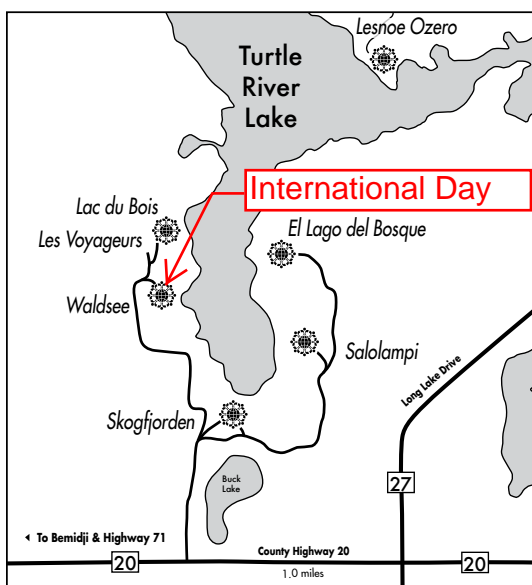 Lesnoe Ozero
Turtle
River
Lake
International Day
Lac du Bois
Les Voyageurs
El Lago del Bosque
Waldsee
Salolampi
Long Lake Drive
Skogfjorden
Buck
Lake
27
To Bemidji & Highway 71
County Highway 20
20
20
1.0 miles